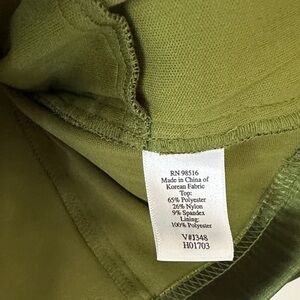 RN 98516
Made in China of
Korean Fabric
Top:
65% Polyester
26% Nylon
9% Spandex
Lining:
100% Polyester
V#J348
H01703